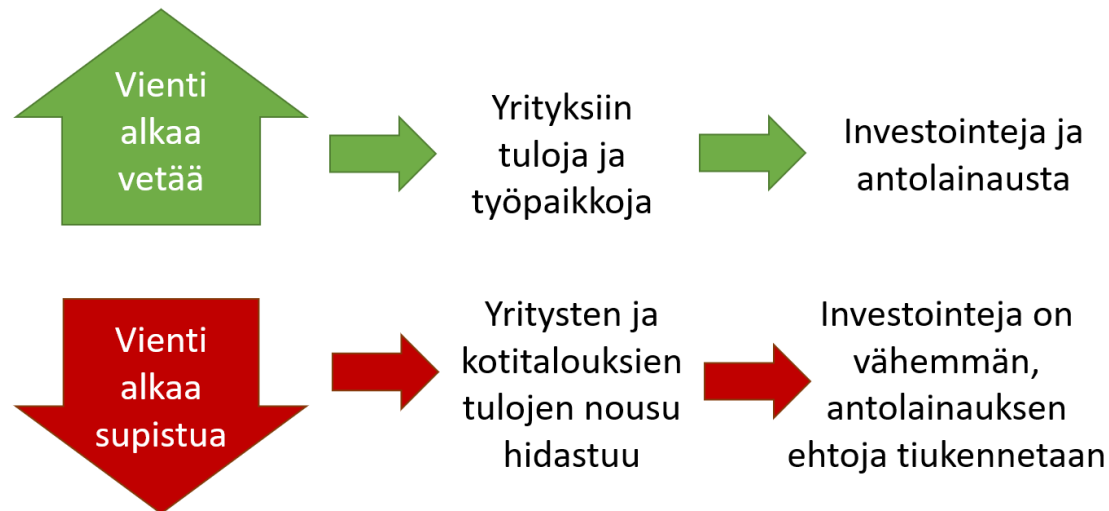 Vienti
alkaa
vetää
Yrityksiin
tuloja ja
työpaikkoja
Investointeja ja
antolainausta
Vienti
alkaa
supistua
Yritysten ja
kotitalouksien
tulojen nousu
hidastuu
Investointeja on
vähemmän,
antolainauksen
ehtoja tiukennetaan